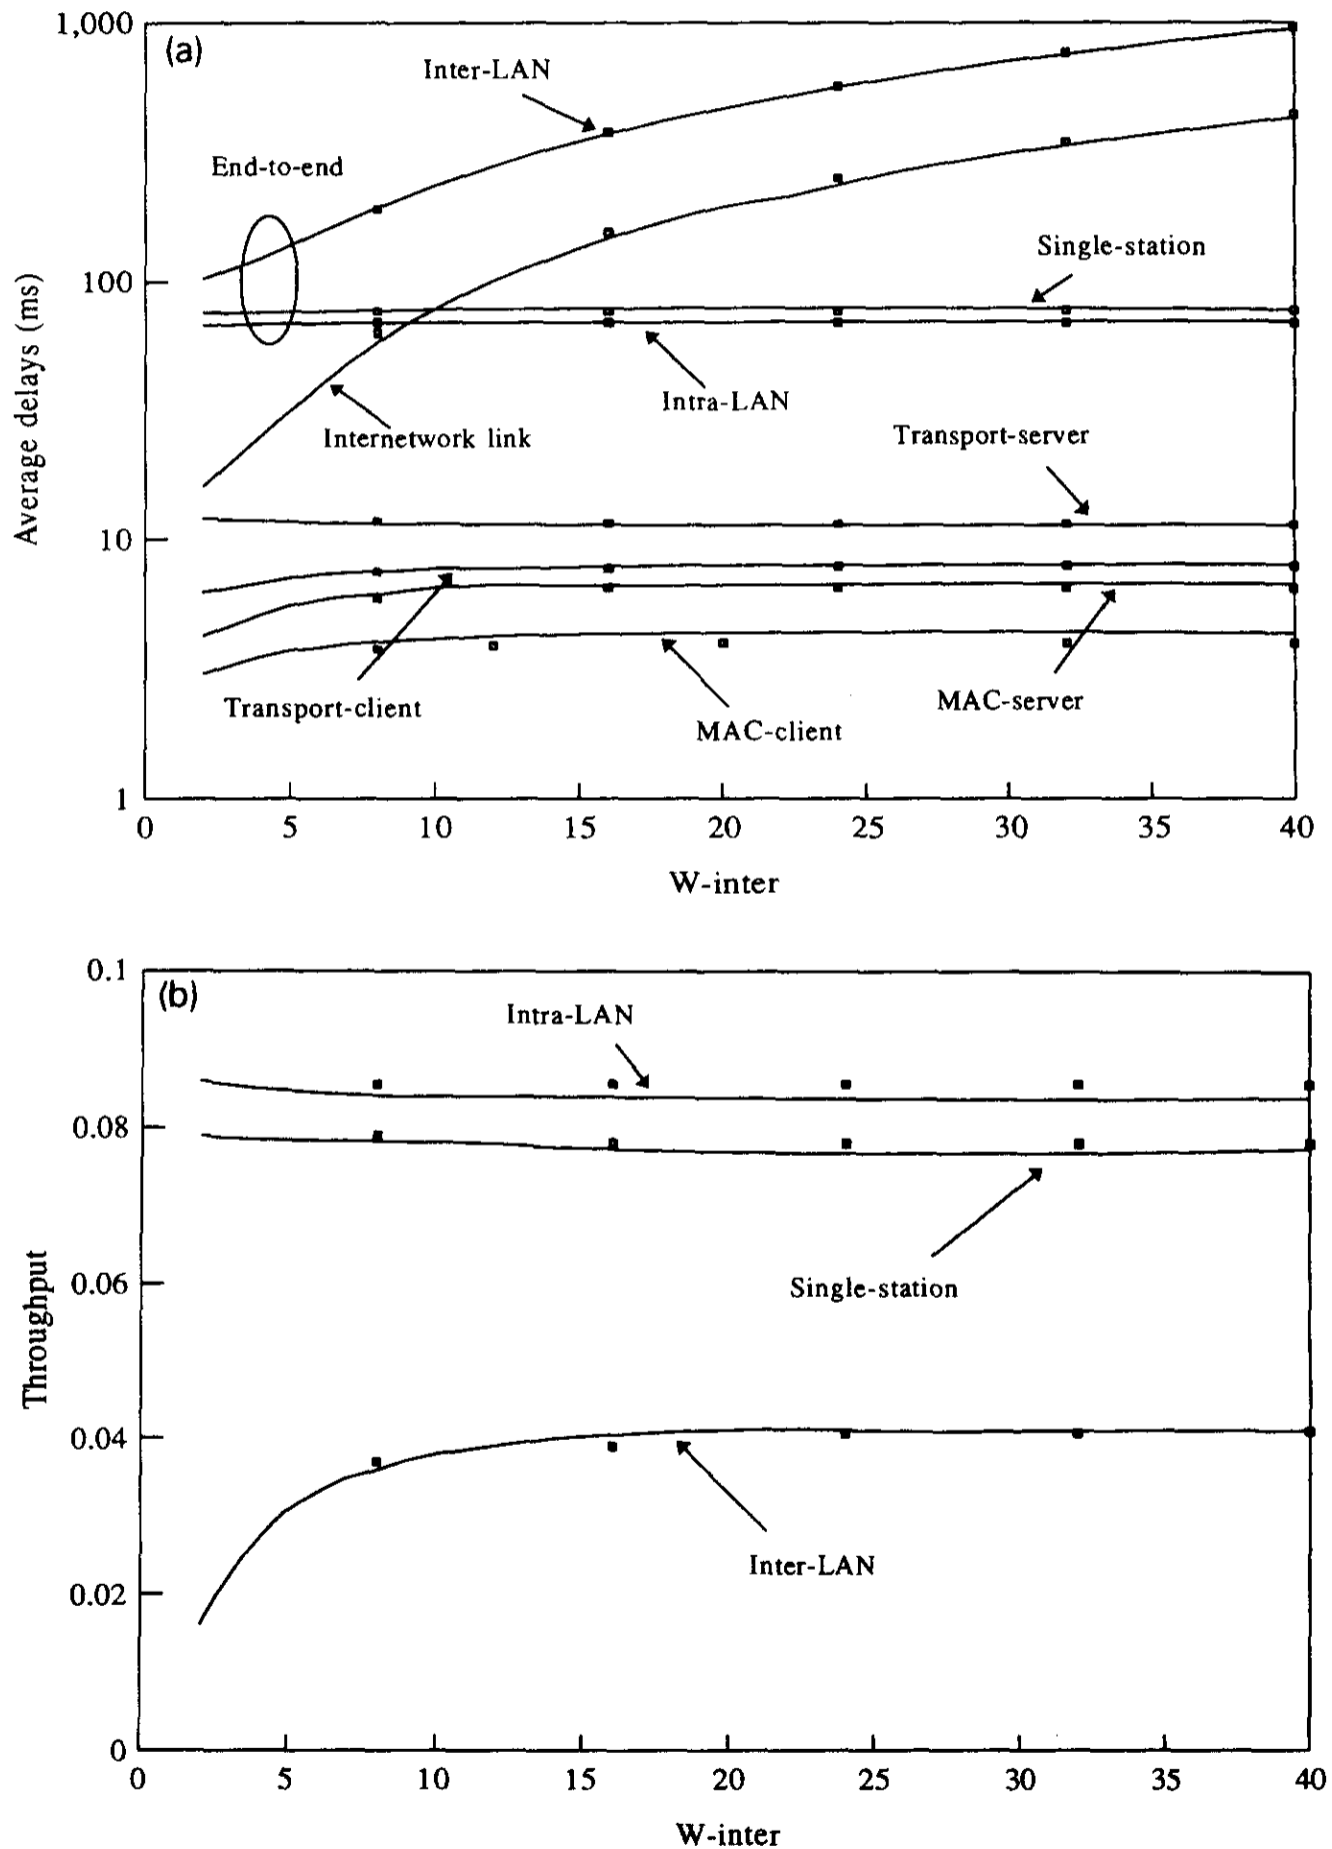 (a)
1,000
100
10
1
Average delays (ms)
Inter-LAN
End-to-end
Single-station
Intra-LAN
Internetwork link
Transport-server
Transport-client
MAC-client
MAC-server
0 5 10 15 20 25 30 35 40
W-inter
(b)
0.1
0.08
0.06
0.04
0.02
0
Throughput
Intra-LAN
Single-station
Inter-LAN
0 5 10 15 20 25 30 35 40
W-inter